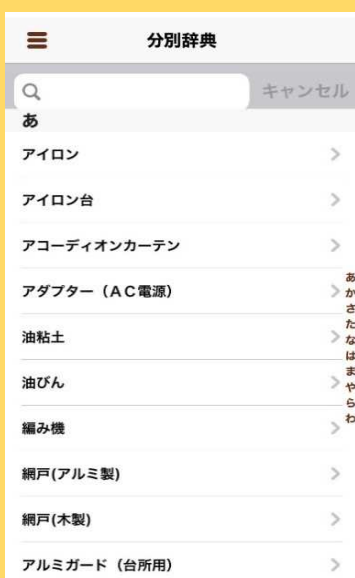 分別辞典
キャンセル
あ
アイロン
アイロン台
アコーディオンカーテン
アダプター（ＡＣ電源）
油粘土
油びん
編み機
網戸(アルミ製)
網戸(木製)
アルミガード（台所用）
あ
か
さ
た
な
は
ま
や
ら
わ